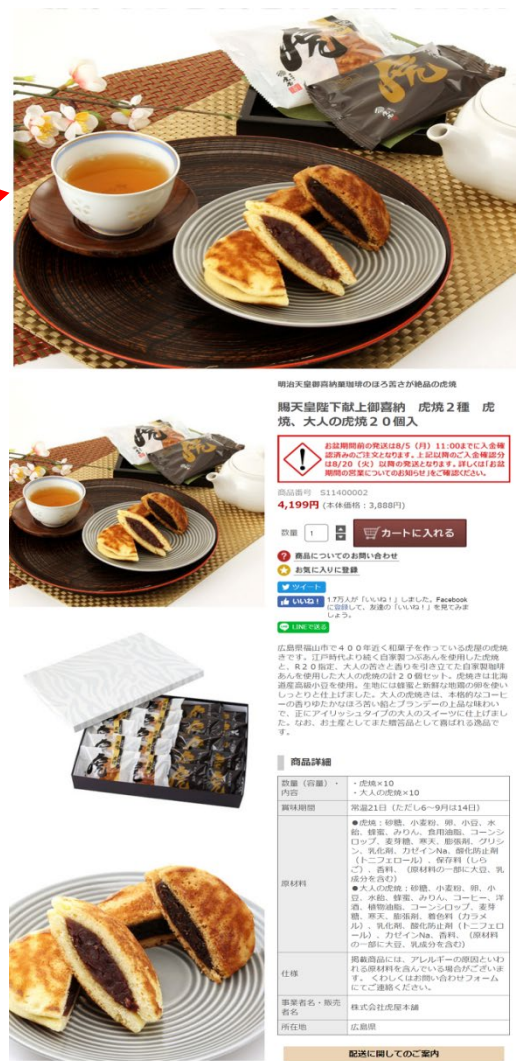 焼
焼
明治天皇御喜納菓珈琲のほろ苦さが絶品の虎焼
賜天皇陛下献上御喜納 虎焼２種 虎
焼、大人の虎焼２０個入
お盆期間前の発送は8/5（月）11:00までに入金確
認済みのご注文となります。上記以降のご入金確認分
は8/20（火）以降の発送となります。詳しくは「お盆
期間の営業についてのお知らせ」をご確認ください。
商品番号 S11400002
4,199円 (本体価格：3,888円)
数量 1 カートに入れる
商品についてのお問い合わせ
お気に入りに登録
ツイート
いいね！ 1.7万人が「いいね！」しました。Facebook
に登録して、友達の「いいね！」を見てみま
しょう。
LINEで送る
広島県福山市で４００年近く和菓子を作っている虎屋の虎焼
きです。江戸時代より続く自家製つぶあんを使用した虎焼
と、Ｒ２０指定、大人の苦さと香りを引き立てた自家製珈琲
あんを使用した大人の虎焼の計２０個セット。虎焼きは北海
道産高級小豆を使用。生地には蜂蜜と新鮮な地鶏の卵を使い
しっとりと仕上げました。大人の虎焼きは、本格的なコーヒ
ーの香りゆたかなほろ苦い餡とブランデーの上品な味わい
で、正にアイリッシュタイプの大人のスイーツに仕上げまし
た。なお、お土産としてまた贈答品として喜ばれる逸品で
す。
商品詳細
数量（容量）・
内容
・虎焼×10
・大人の虎焼×10
賞味期間
常温21日（ただし6～9月は14日）
原材料
●虎焼：砂糖、小麦粉、卵、小豆、水
飴、蜂蜜、みりん、食用油脂、コーンシ
ロップ、麦芽糖、寒天、膨張剤、グリシ
ン、乳化剤、カゼインNa、酸化防止剤
（トコフェロール）、保存料（しら
こ）、香料、（原材料の一部に大豆、乳
成分を含む）
●大人の虎焼：砂糖、小麦粉、卵、小
豆、水飴、蜂蜜、みりん、コーヒー、洋
酒、植物油脂、コーンシロップ、麦芽
糖、寒天、膨張剤、着色料（カラメ
ル）、乳化剤、酸化防止剤（トコフェロ
ール）、カゼインNa、香料、（原材料
の一部に大豆、乳成分を含む）
仕様
掲載商品には、アレルギーの原因といわ
れる原材料を含んでいる場合がございま
す。くわしくはお問い合わせフォーム
にてご連絡ください。
事業者名・販売
者名
株式会社虎屋本舗
所在地
広島県
配送に関してのご案内